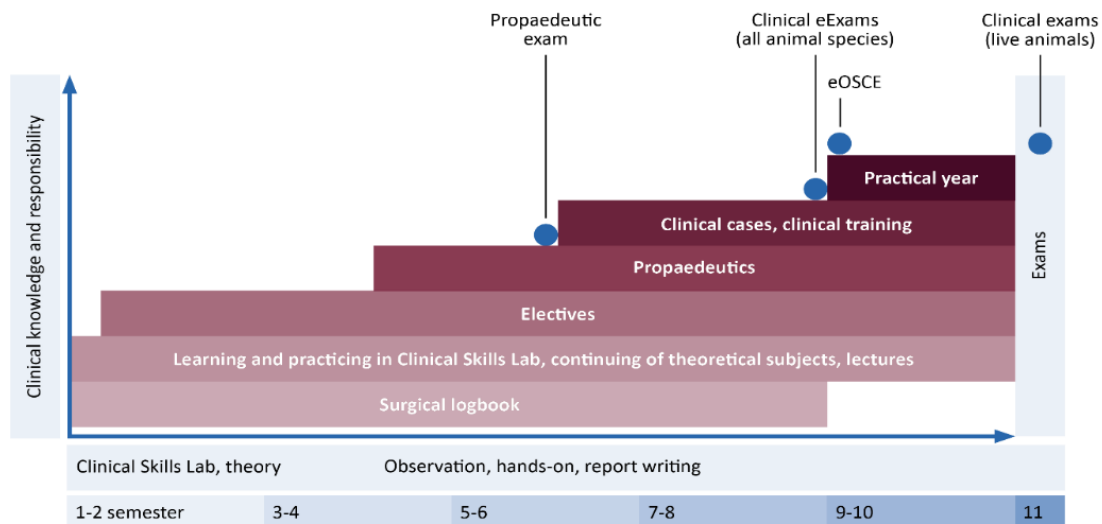 Propaedeutic
exam
Clinical eExams
(all animal species)
Clinical exams
(live animals)
eOSCE
Clinical knowledge and responsibility
Practical year
Clinical cases, clinical training
Propaedeutics
Electives
Learning and practicing in Clinical Skills Lab, continuing of theoretical subjects, lectures
Surgical logbook
Exams
Clinical Skills Lab, theory
Observation, hands-on, report writing
1-2 semester
3-4
5-6
7-8
9-10
11